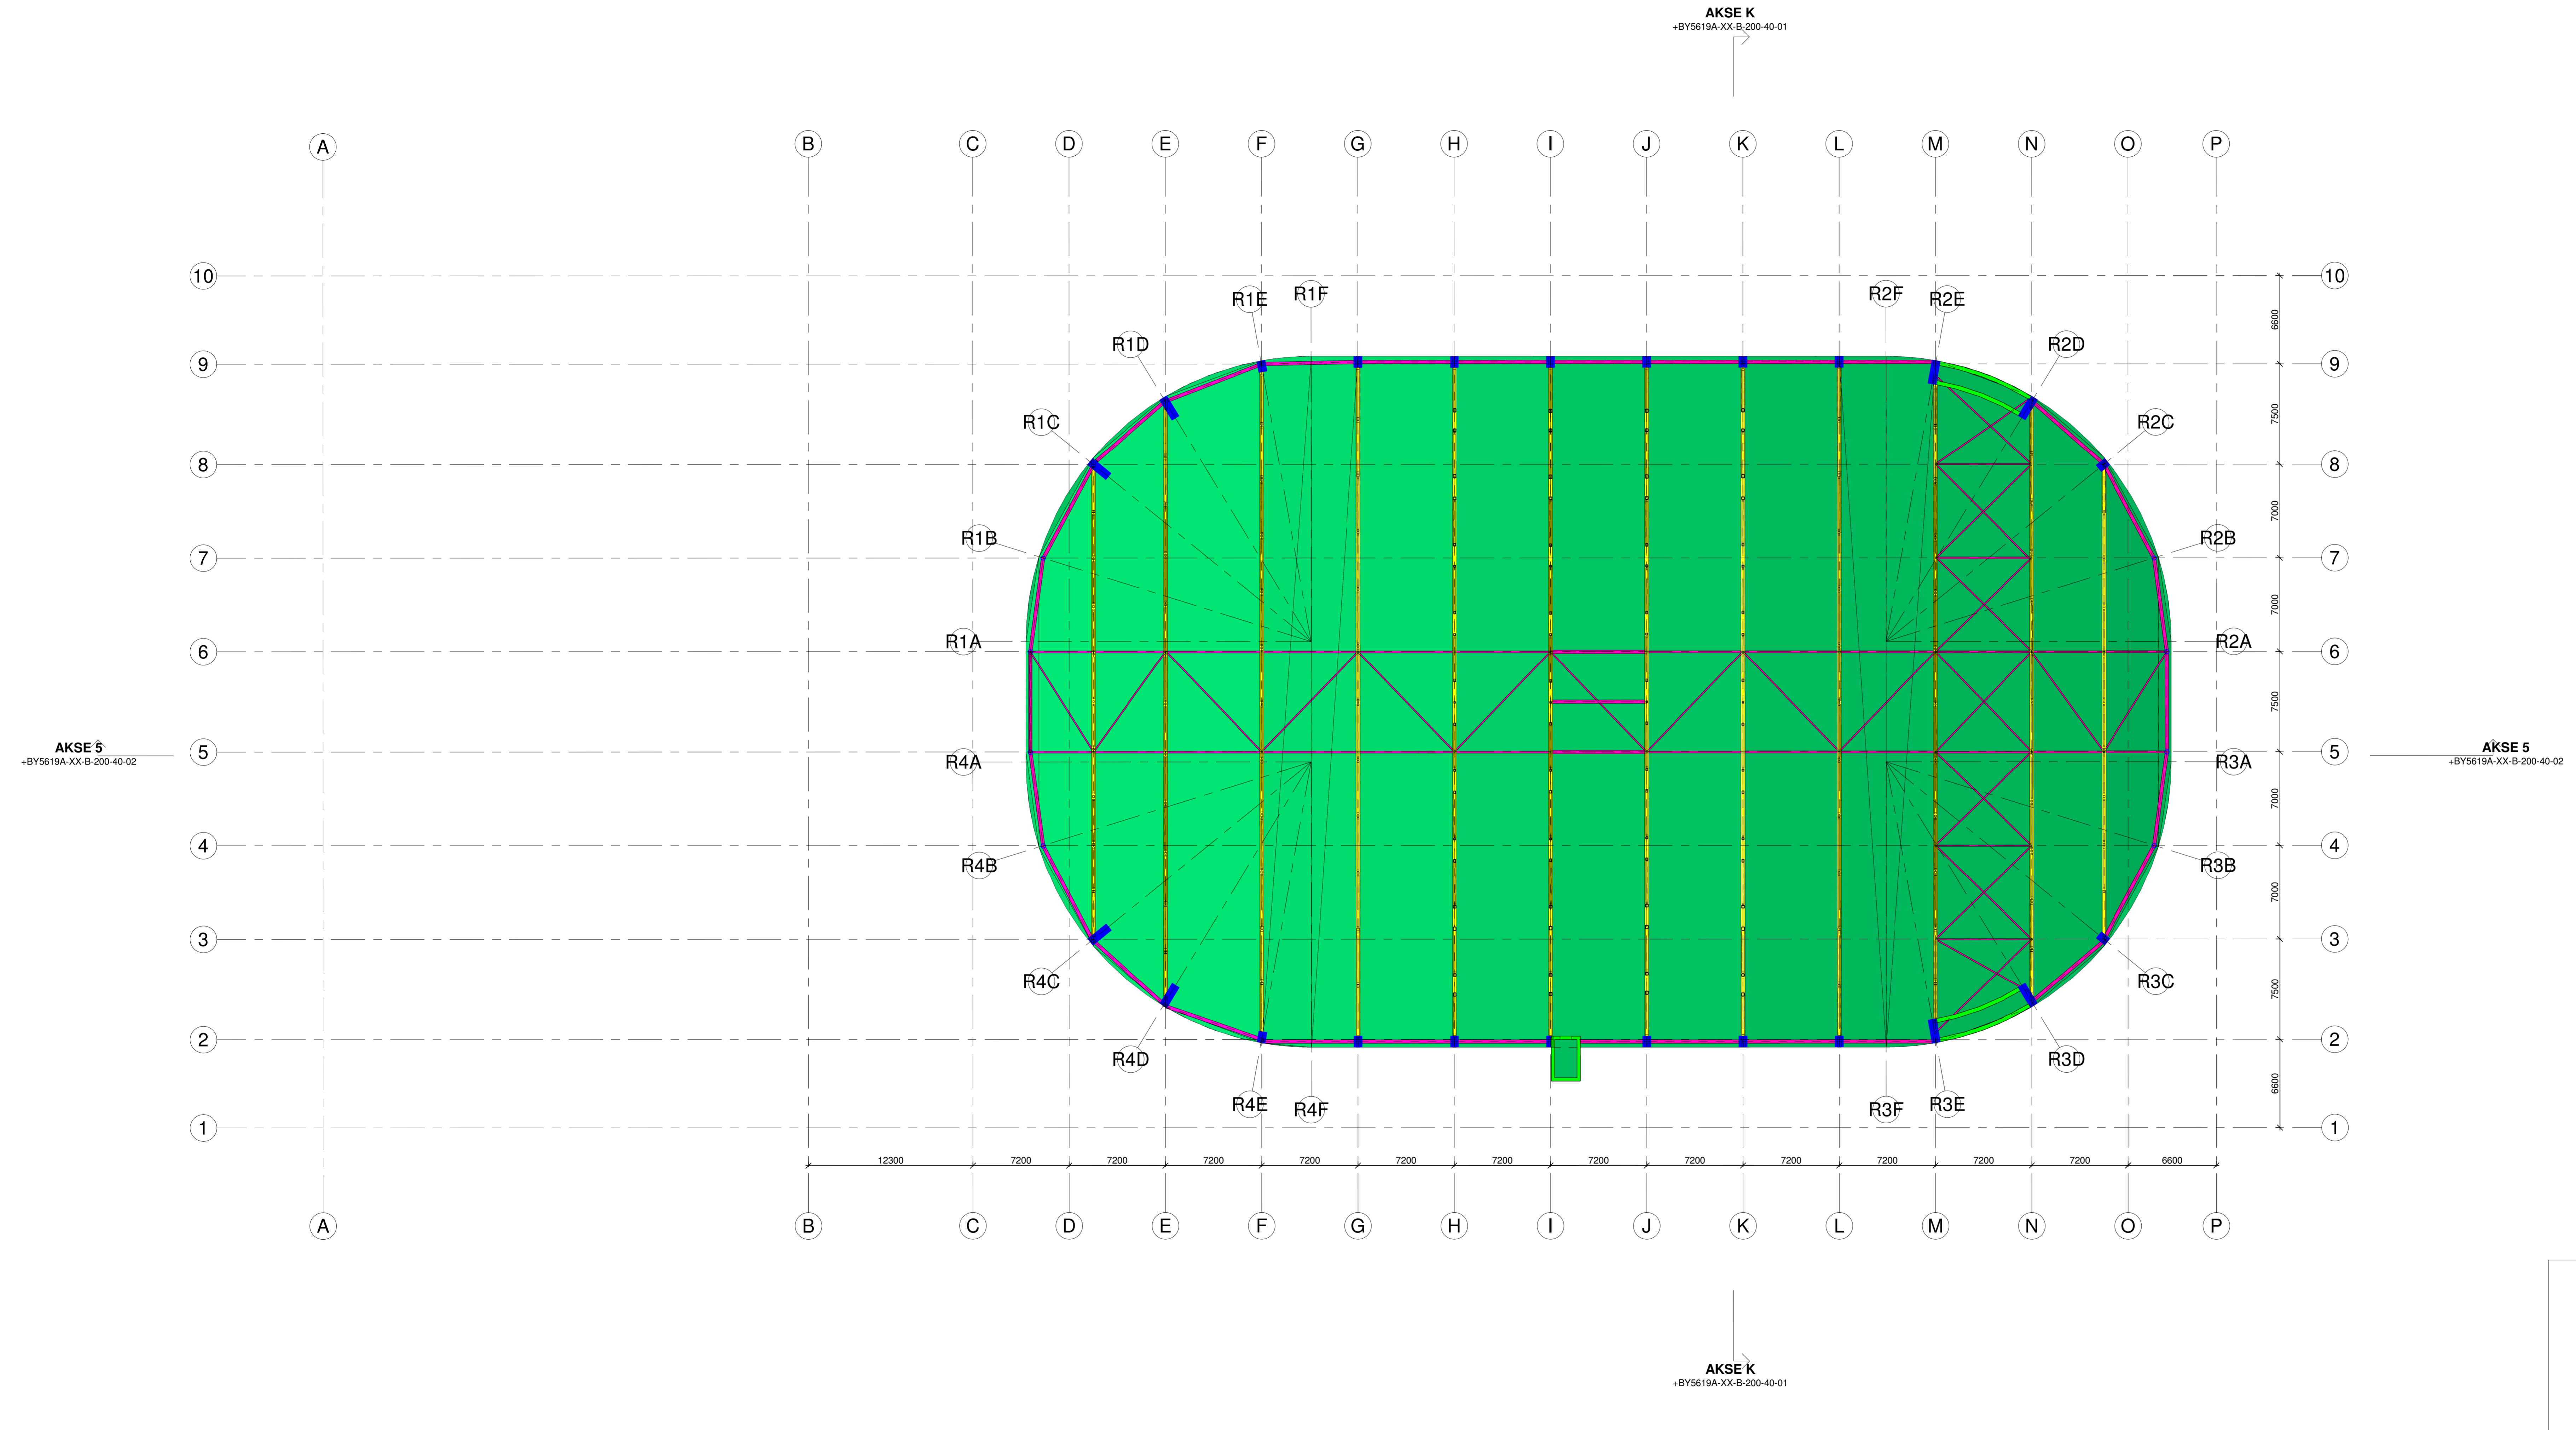 AKSE K
+BY5619A-XX-B-200-40-01
A B C D E F G H I J K L M N O P
10 10
R1E R1F R2F R2E
6600
R1D R2D
9 9
7500
R1C R2C
8 8
7000
R1B R2B
7 7
7000
R1A R2A
6 6
7500
AKSE 5 AKSE 5
+BY5619A-XX-B-200-40-02 +BY5619A-XX-B-200-40-02
5 5
R4A R3A
7000
4 4
R4B R3B
7000
3 3
R4C R3C
7500
2 2
R4D R3D
6600
R4E R4F R3F R3E
1 1
12300 7200 7200 7200 7200 7200 7200 7200 7200 7200 7200 7200 7200 6600
A B C D E F G H I J K L M N O P
AKSE K
+BY5619A-XX-B-200-40-01